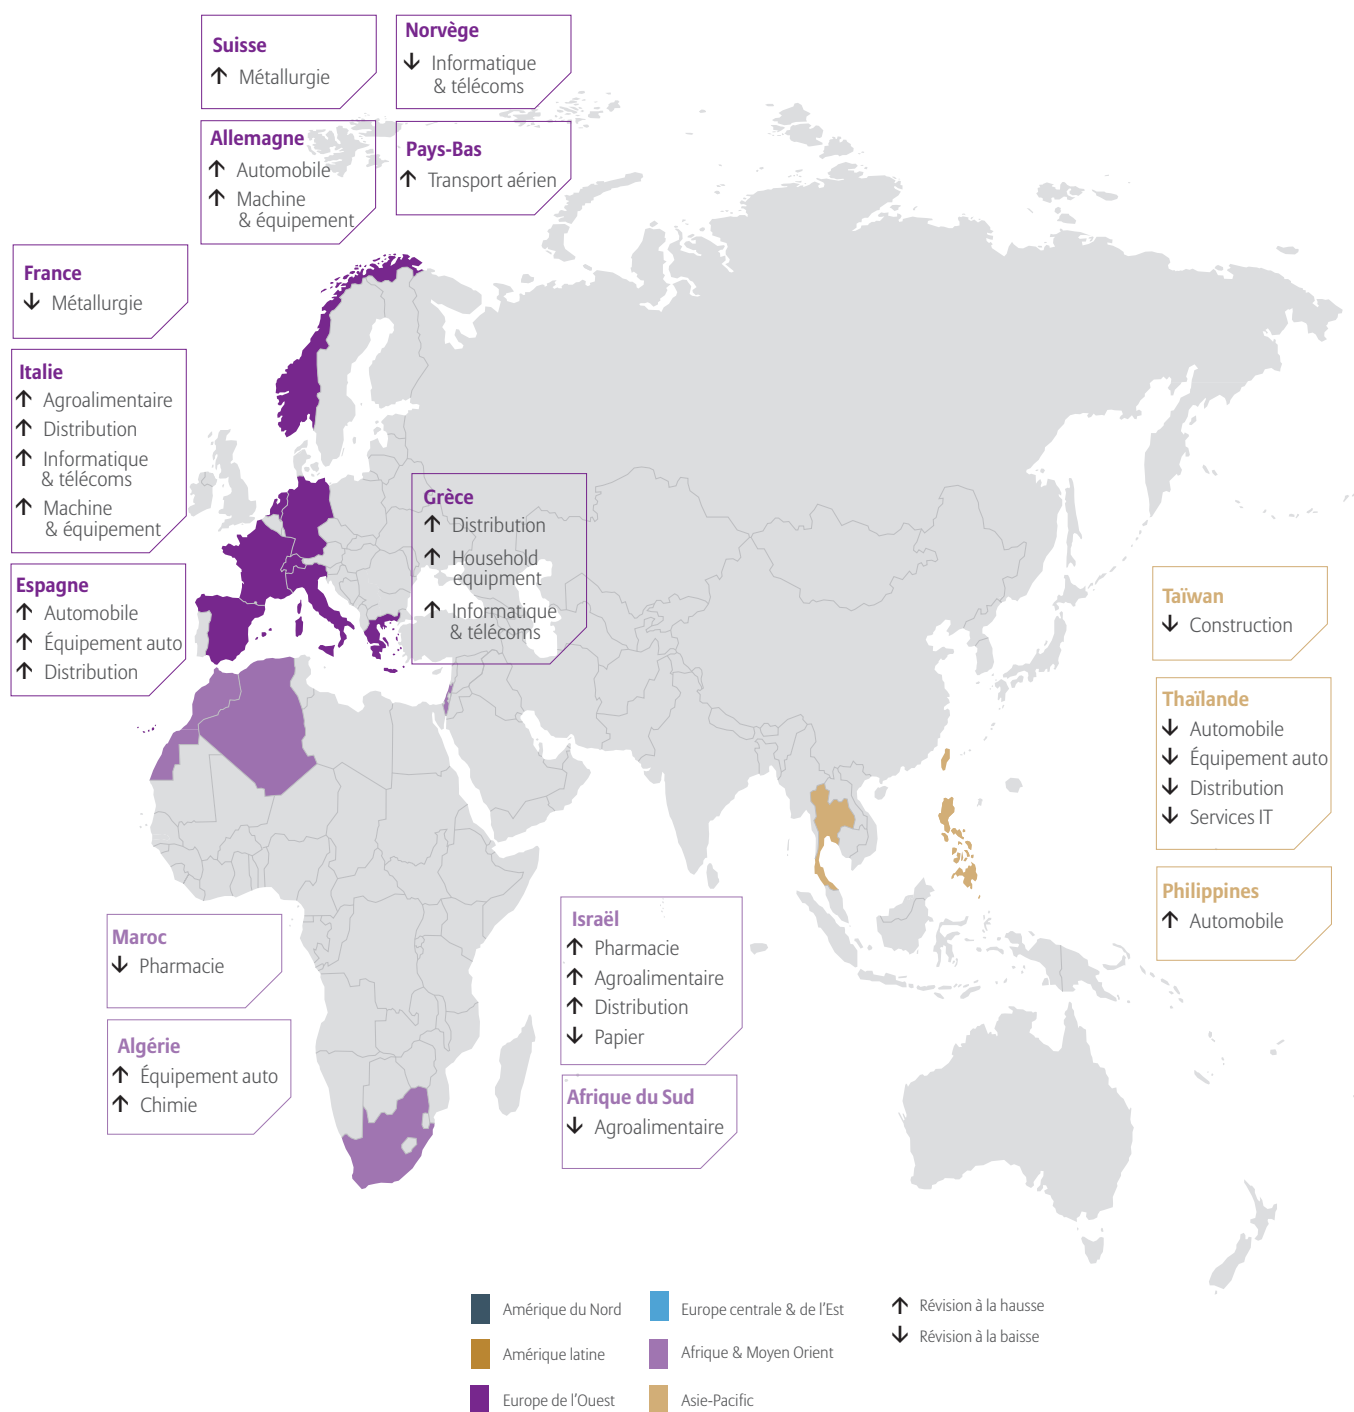 Suisse
Métallurgie
Norvège
Informatique
& télécoms
Allemagne
Automobile
Machine
& équipement
Pays-Bas
Transport aérien
France
Métallurgie
Italie
Agroalimentaire
Distribution
Informatique
& télécoms
Machine
& équipement
Grèce
Distribution
Household
equipment
Informatique
& télécoms
Espagne
Automobile
Équipement auto
Distribution
Taïwan
Construction
Thaïlande
Automobile
Équipement auto
Distribution
Services IT
Philippines
Automobile
Maroc
Pharmacie
Algérie
Équipement auto
Chimie
Israël
Pharmacie
Agroalimentaire
Distribution
Papier
Afrique du Sud
Agroalimentaire
Amérique du Nord
Amérique latine
Europe de l'Ouest
Europe centrale & de l'Est
Afrique & Moyen Orient
Asie-Pacific
Révision à la hausse
Révision à la baisse